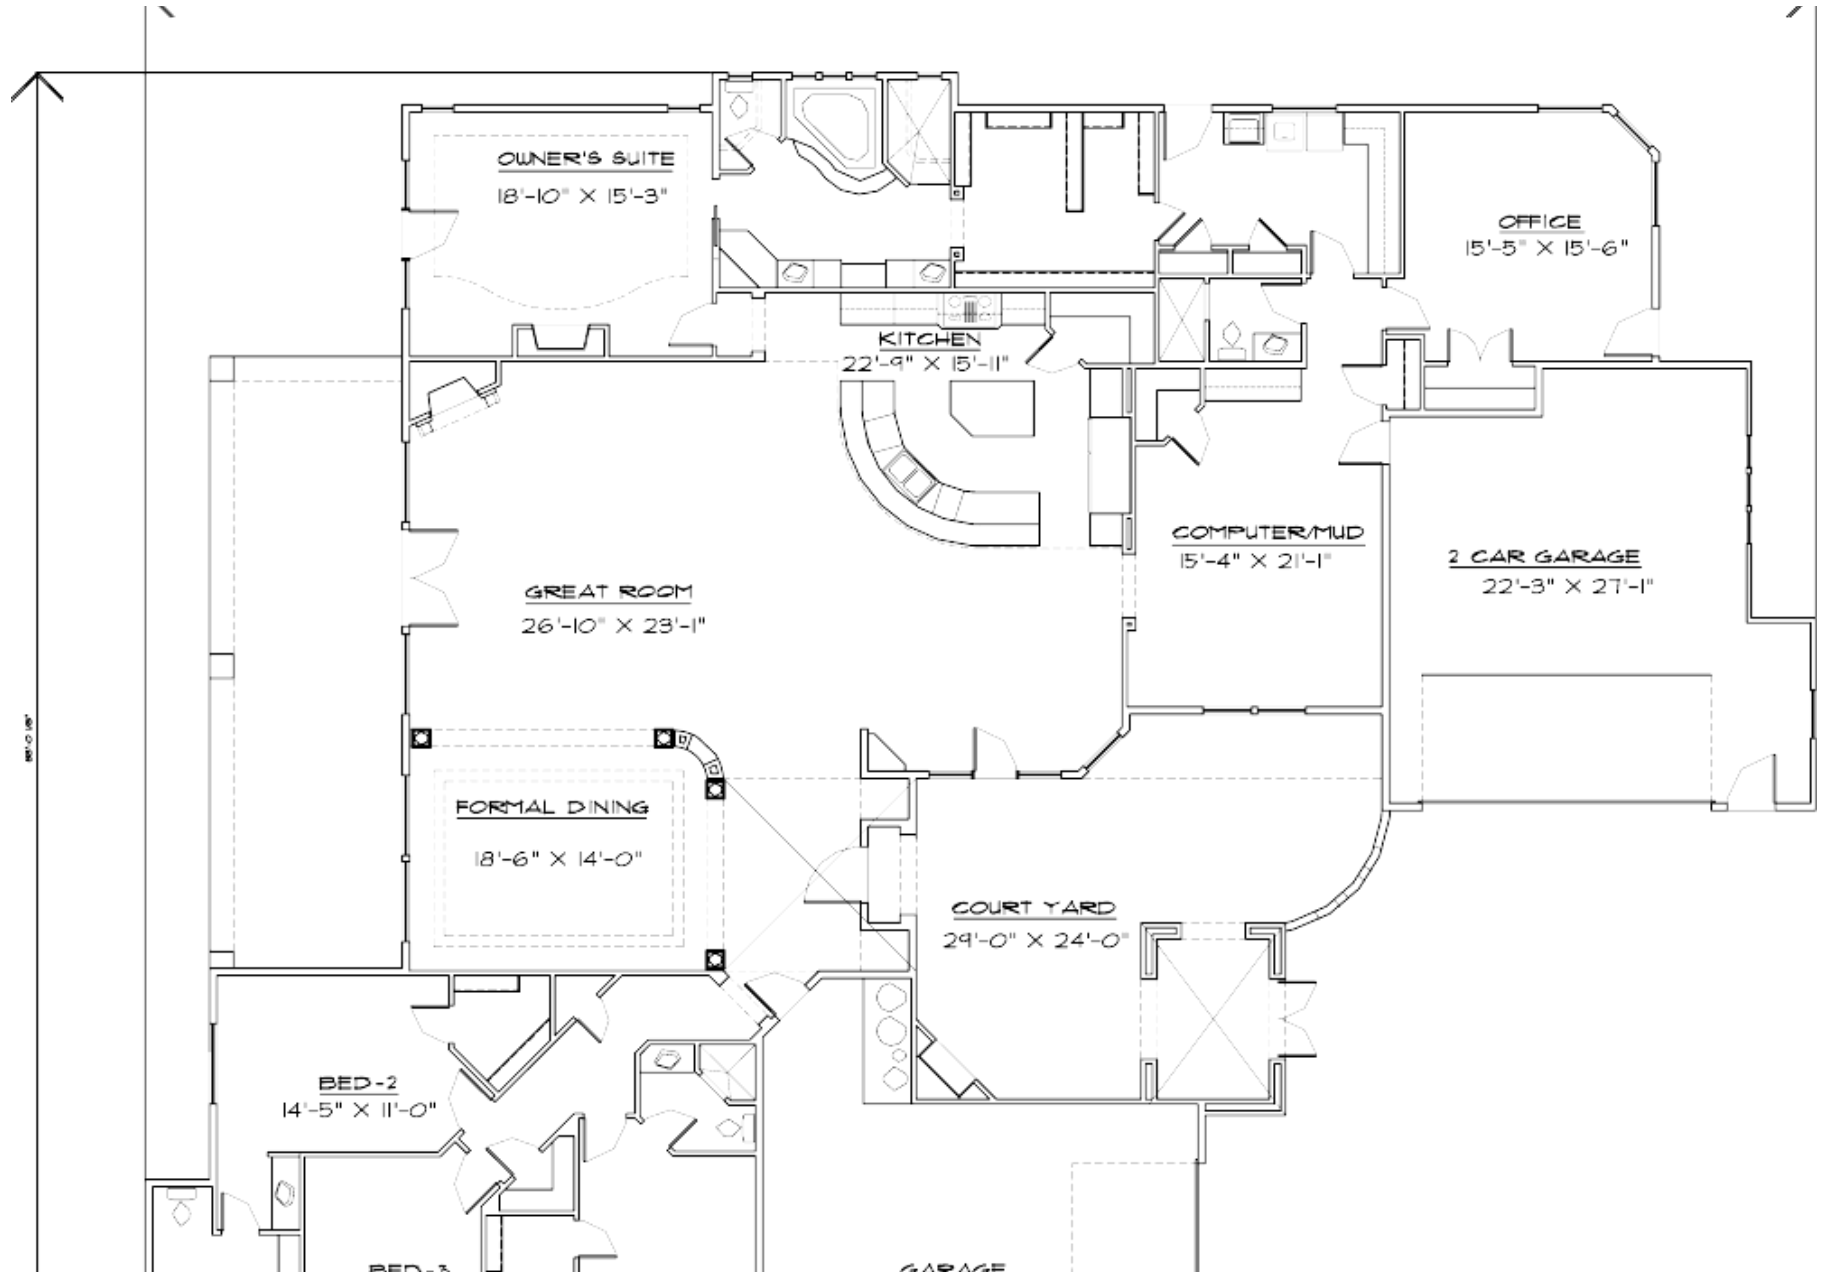 OWNER'S SUITE
18'-10" X 15'-3"
OFFICE
15'-5" X 15'-6"
KITCHEN
22'-9" X 15'-11"
COMPUTER/MUD
15'-4" X 21'-1"
2 CAR GARAGE
22'-3" X 27'-1"
GREAT ROOM
26'-10" X 23'-1"
FORMAL DINING
18'-6" X 14'-0"
COURT YARD
29'-0" X 24'-0"
BED-2
14'-5" X 11'-0"
BED-3
GARAGE